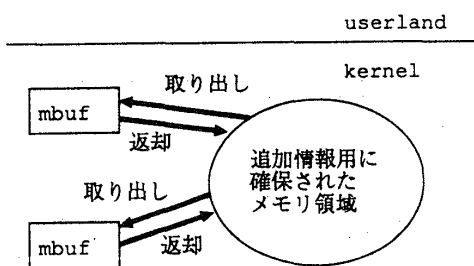 userland
kernel
取り出し
mbuf
返却
追加情報用に
確保された
メモリ領域
取り出し
mbuf
返却